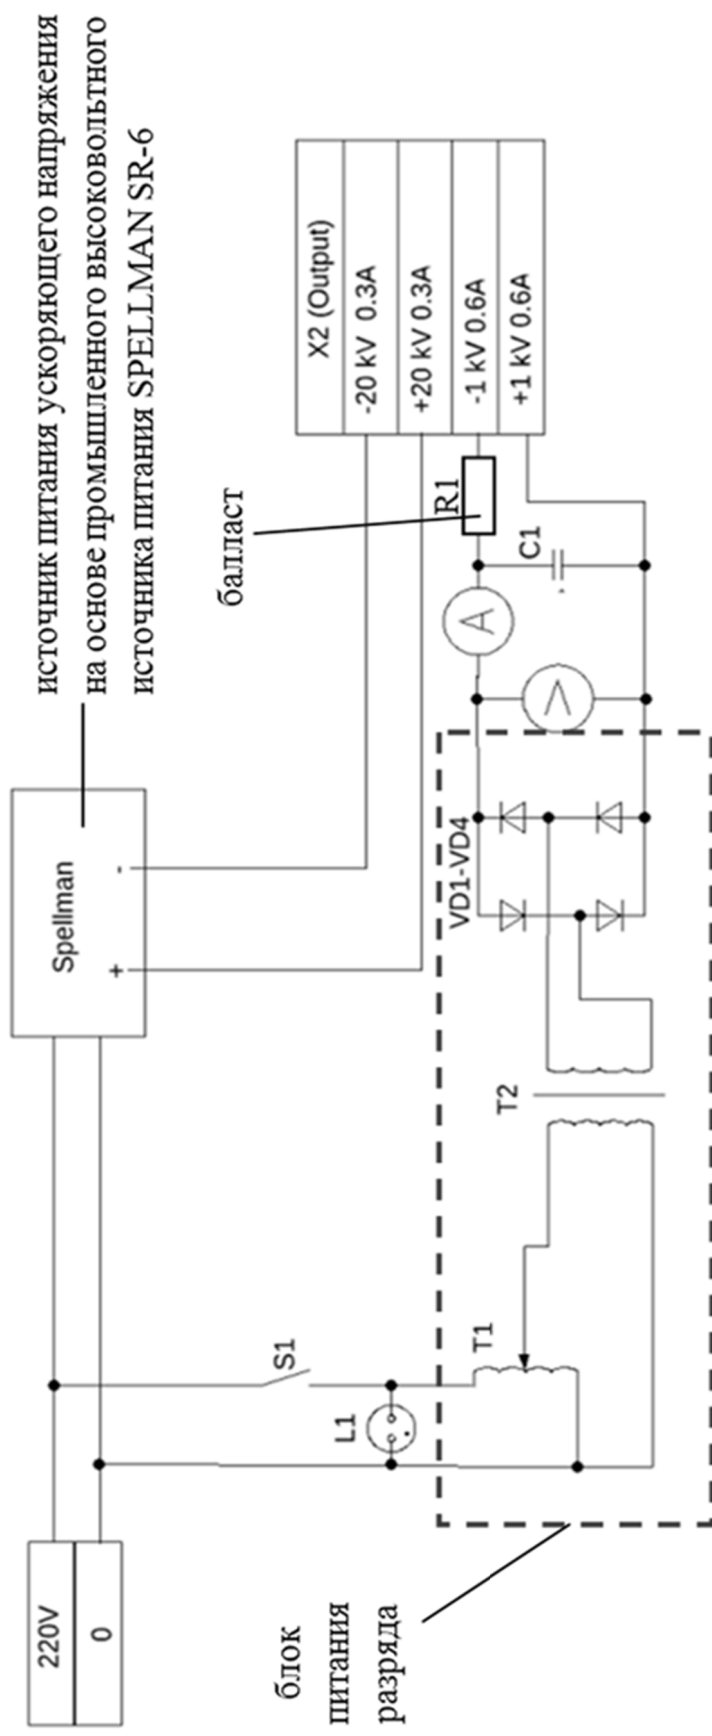 источник питания ускоряющего напряжения
на основе промышленного высоковольтного
источника питания SPELLMAN SR-6
220V
0
Spellman
+
-
X2 (Output)
-20 kV 0.3A
+20 kV 0.3A
-1 kV 0.6A
+1 kV 0.6A
балласт
R1
C1
A
V
VD1-VD4
T2
T1
S1
L1
блок
питания
разряда